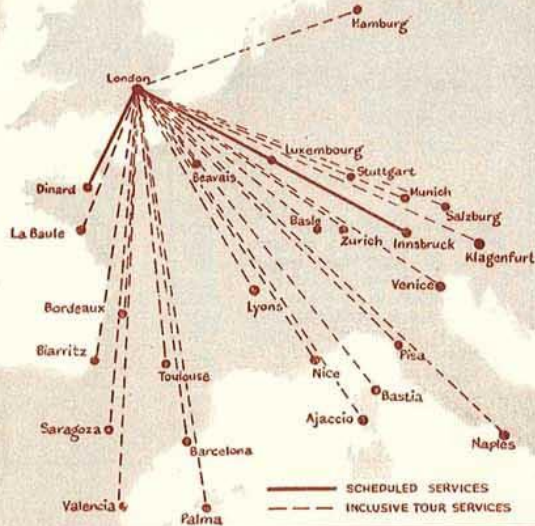 Hamburg
London
Luxembourg
Beavais
Stuttgart
Dinard
Munich
Salzburg
La Baule
Basle
Zurich
Innsbruck
Klagenfurt
Venice
Lyons
Bordeaux
Biarritz
Toulouse
Nice
Pisa
Bastia
Ajaccio
Saragoza
Barcelona
Naples
Valencia
Palma
SCHEDULED SERVICES
INCLUSIVE TOUR SERVICES